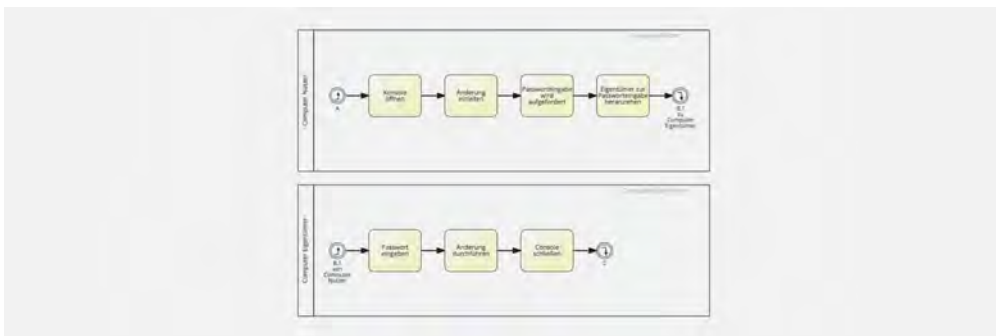 Computer Nutzer
A
Konsole
öffnen
Änderung
einleiten
Passworteingabe
wird
aufgefordert
Eigentümer zur
Passworteingabe
heranziehen
B.1
zu
Computer
Eigentümer
Computer Eigentümer
B.1
von
Computer
Nutzer
Passwort
eingeben
Änderung
durchführen
Console
schließen
C